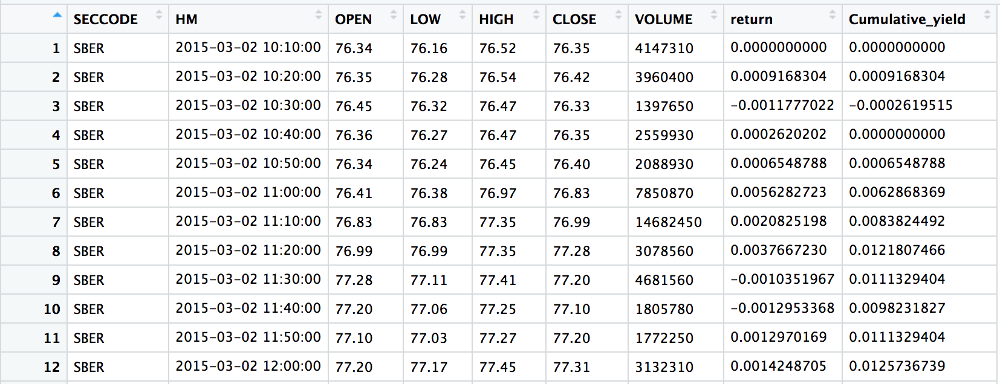 SECCODE HM OPEN LOW HIGH CLOSE VOLUME return Cumulative_yield
1 SBER 2015-03-02 10:10:00 76.34 76.16 76.52 76.35 4147310 0.0000000000 0.0000000000
2 SBER 2015-03-02 10:20:00 76.35 76.28 76.54 76.42 3960400 0.0009168304 0.0009168304
3 SBER 2015-03-02 10:30:00 76.45 76.32 76.47 76.33 1397650 -0.0011777022 -0.0002619515
4 SBER 2015-03-02 10:40:00 76.36 76.27 76.47 76.35 2559930 0.0002620202 0.0000000000
5 SBER 2015-03-02 10:50:00 76.34 76.24 76.45 76.40 2088930 0.0006548788 0.0006548788
6 SBER 2015-03-02 11:00:00 76.41 76.38 76.97 76.83 7850870 0.0056282723 0.0062868369
7 SBER 2015-03-02 11:10:00 76.83 76.83 77.35 76.99 14682450 0.0020825198 0.0083824492
8 SBER 2015-03-02 11:20:00 76.99 76.99 77.35 77.28 3078560 0.0037667230 0.0121807466
9 SBER 2015-03-02 11:30:00 77.28 77.11 77.41 77.20 4681560 -0.0010351967 0.0111329404
10 SBER 2015-03-02 11:40:00 77.20 77.06 77.25 77.10 1805780 -0.0012953368 0.0098231827
11 SBER 2015-03-02 11:50:00 77.10 77.03 77.27 77.20 1772250 0.0012970169 0.0111329404
12 SBER 2015-03-02 12:00:00 77.20 77.17 77.45 77.31 3132310 0.0014248705 0.0125736739